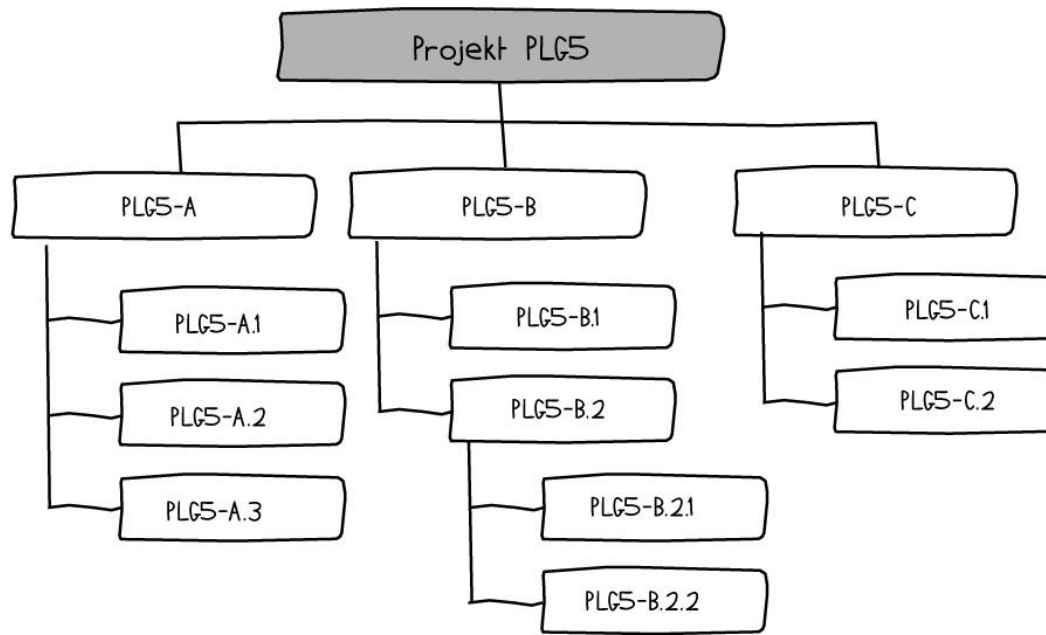 Projekt PLG5
PLG5-A
PLG5-B
PLG5-C
PLG5-A.1
PLG5-A.2
PLG5-A.3
PLG5-B.1
PLG5-B.2
PLG5-B.2.1
PLG5-B.2.2
PLG5-C.1
PLG5-C.2